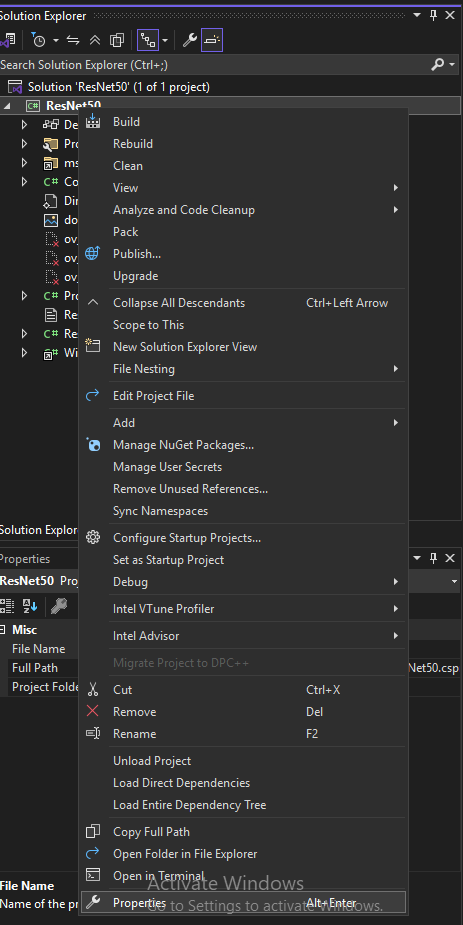 Solution Explorer
Search Solution Explorer (Ctrl+;)
Solution 'ResNet50' (1 of 1 project)
C# ResNet50
De
Pro
ms
C# Co
Dir
do
ov_
ov_
ov_
C# Pro
Re
C# Re
Wi
Build
Rebuild
Clean
View
Analyze and Code Cleanup
Pack
Publish...
Upgrade
Collapse All Descendants Ctrl+Left Arrow
Scope to This
New Solution Explorer View
File Nesting
Edit Project File
Add
Manage NuGet Packages...
Manage User Secrets
Remove Unused References...
Sync Namespaces
Configure Startup Projects...
Set as Startup Project
Debug
Intel VTune Profiler
Intel Advisor
Migrate Project to DPC++
Cut Ctrl+X
Remove Del
Rename F2
Unload Project
Load Direct Dependencies
Load Entire Dependency Tree
Copy Full Path
Open Folder in File Explorer
Open in Terminal
Properties Alt+Enter
Solution Explor
Properties
ResNet50 Proj
Misc
File Name
Full Path Net50.csp
Project Folde
File Name
Name of the pr
Activate Windows
Go to Settings to activate Windows.